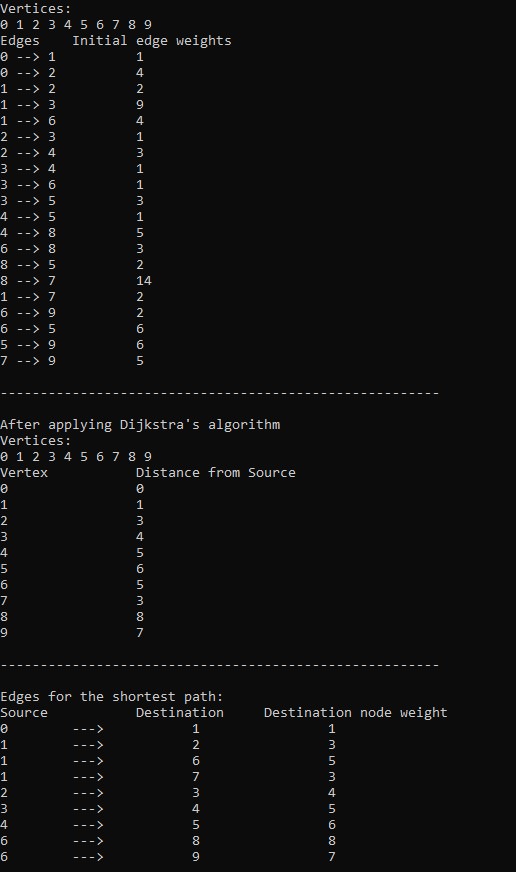 Vertices:
0 1 2 3 4 5 6 7 8 9
Edges    Initial edge weights
0 --> 1          1
0 --> 2          4
1 --> 2          2
1 --> 3          9
1 --> 6          4
2 --> 3          1
2 --> 4          3
3 --> 4          1
3 --> 6          1
3 --> 5          3
4 --> 5          1
4 --> 8          5
6 --> 8          3
8 --> 5          2
8 --> 7          14
1 --> 7          2
6 --> 9          2
6 --> 5          6
5 --> 9          6
7 --> 9          5
-------------------------------------------------------
After applying Dijkstra's algorithm
Vertices:
0 1 2 3 4 5 6 7 8 9
Vertex           Distance from Source
0                0
1                1
2                3
3                4
4                5
5                6
6                5
7                3
8                8
9                7
-------------------------------------------------------
Edges for the shortest path:
Source           Destination     Destination node weight
0        --->           1                1
1        --->           2                3
1        --->           6                5
1        --->           7                3
2        --->           3                4
3        --->           4                5
4        --->           5                6
6        --->           8                8
6        --->           9                7